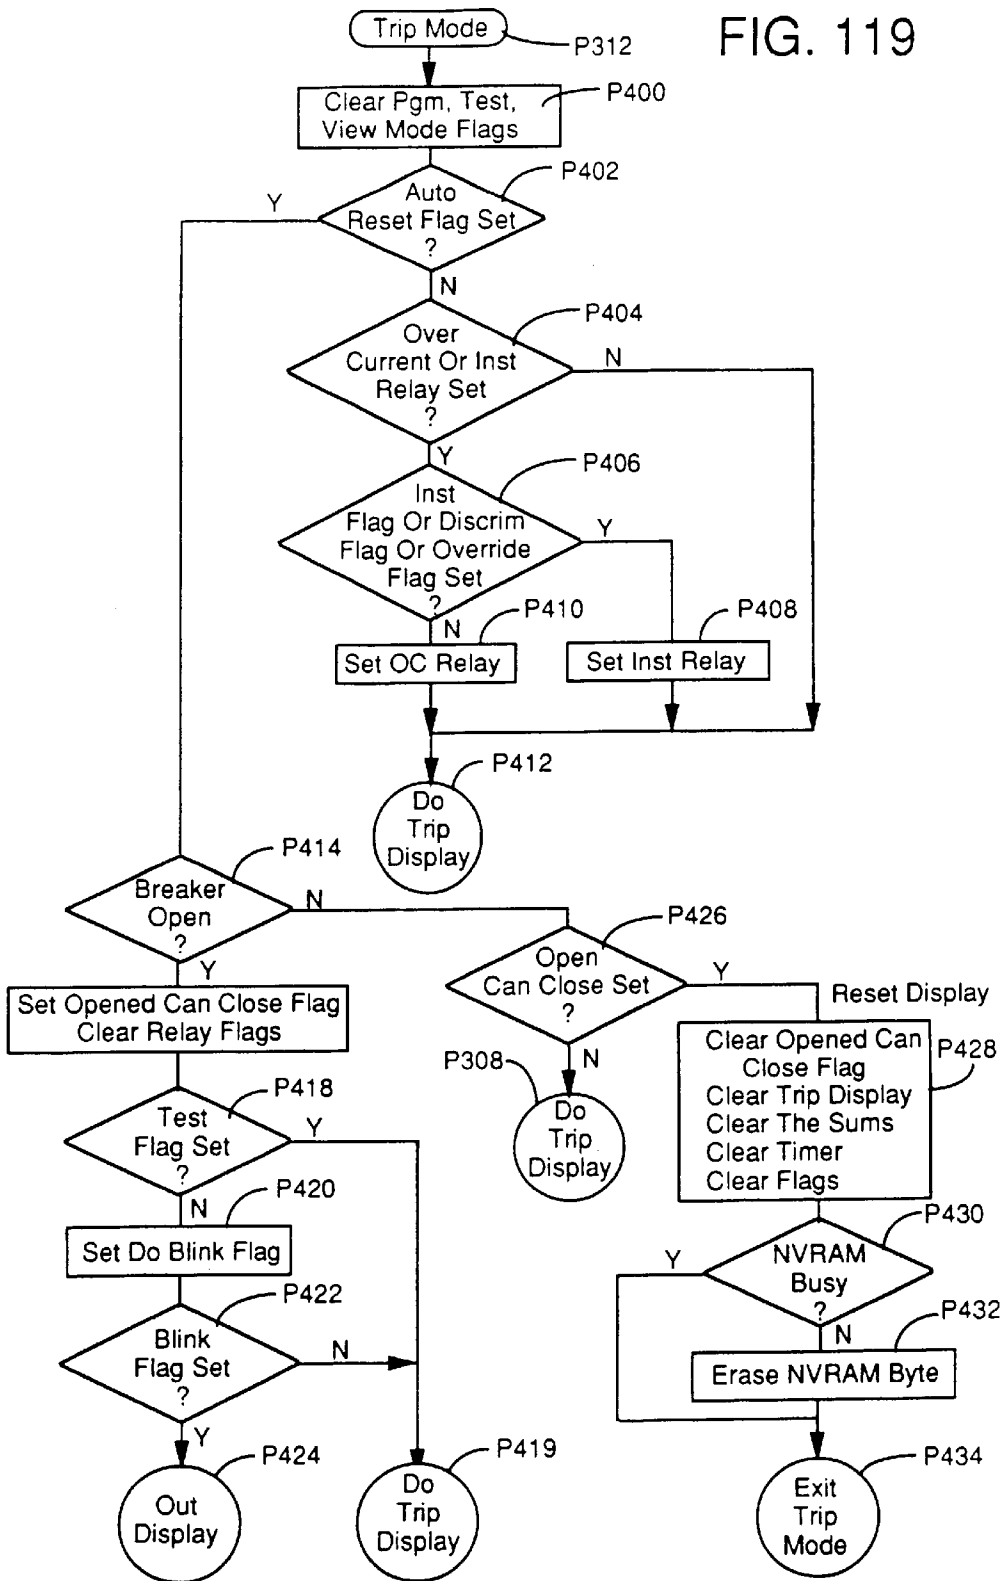 FIG. 119
Trip Mode
P312
P400
Clear Pgm, Test,
View Mode Flags
P402
Y
Auto
Reset Flag Set
?
N
P404
Over
Current Or Inst
Relay Set
?
N
Y
P406
Inst
Flag Or Discrim
Flag Or Override
Flag Set
?
Y
N
P410
P408
Set OC Relay
Set Inst Relay
P412
Do
Trip
Display
P414
Breaker
Open
?
N
Y
P426
Open
Can Close Set
?
Y
N
Set Opened Can Close Flag
Clear Relay Flags
Reset Display
Clear Opened Can
Close Flag
Clear Trip Display
Clear The Sums
Clear Timer
Clear Flags
P428
P308
Do
Trip
Display
P418
Test
Flag Set
?
Y
N
P420
Set Do Blink Flag
P422
Blink
Flag Set
?
N
Y
P430
Y
NVRAM
Busy
?
N
P432
Erase NVRAM Byte
P424
Out
Display
P419
Do
Trip
Display
P434
Exit
Trip
Mode